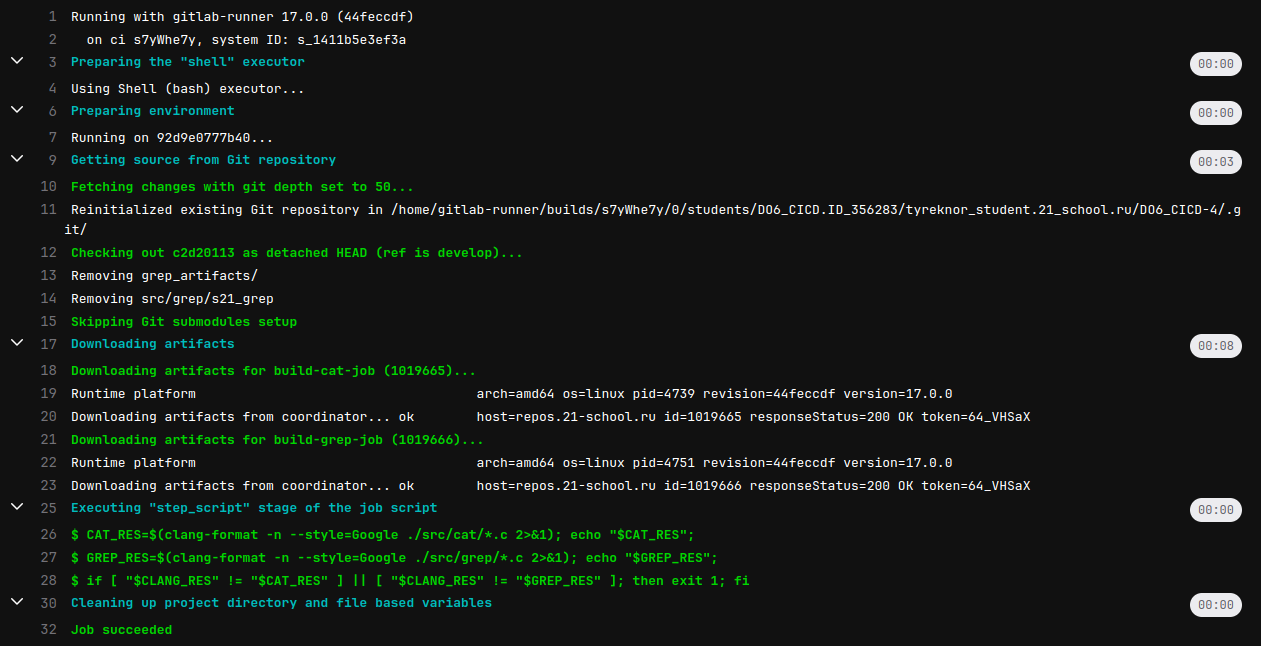 1 Running with gitlab-runner 17.0.0 (44feccdf)
2 on ci s7yWhe7y, system ID: s_1411b5e3ef3a
3 Preparing the "shell" executor 00:00
4 Using Shell (bash) executor...
6 Preparing environment 00:00
7 Running on 92d9e0777b40...
9 Getting source from Git repository 00:03
10 Fetching changes with git depth set to 50...
11 Reinitialized existing Git repository in /home/gitlab-runner/builds/s7yWhe7y/0/students/DO6_CICD.ID_356283/tyreknor_student.21_school.ru/DO6_CICD-4/.g
it/
12 Checking out c2d20113 as detached HEAD (ref is develop)...
13 Removing grep_artifacts/
14 Removing src/grep/s21_grep
15 Skipping Git submodules setup
17 Downloading artifacts 00:08
18 Downloading artifacts for build-cat-job (1019665)...
19 Runtime platform arch=amd64 os=linux pid=4739 revision=44feccdf version=17.0.0
20 Downloading artifacts from coordinator... ok host=repos.21-school.ru id=1019665 responseStatus=200 OK token=64_VHSaX
21 Downloading artifacts for build-grep-job (1019666)...
22 Runtime platform arch=amd64 os=linux pid=4751 revision=44feccdf version=17.0.0
23 Downloading artifacts from coordinator... ok host=repos.21-school.ru id=1019666 responseStatus=200 OK token=64_VHSaX
25 Executing "step_script" stage of the job script 00:00
26 $ CAT_RES=$(clang-format -n --style=Google ./src/cat/*.c 2>&1); echo "$CAT_RES";
27 $ GREP_RES=$(clang-format -n --style=Google ./src/grep/*.c 2>&1); echo "$GREP_RES";
28 $ if [ "$CLANG_RES" != "$CAT_RES" ] || [ "$CLANG_RES" != "$GREP_RES" ]; then exit 1; fi
30 Cleaning up project directory and file based variables 00:00
32 Job succeeded